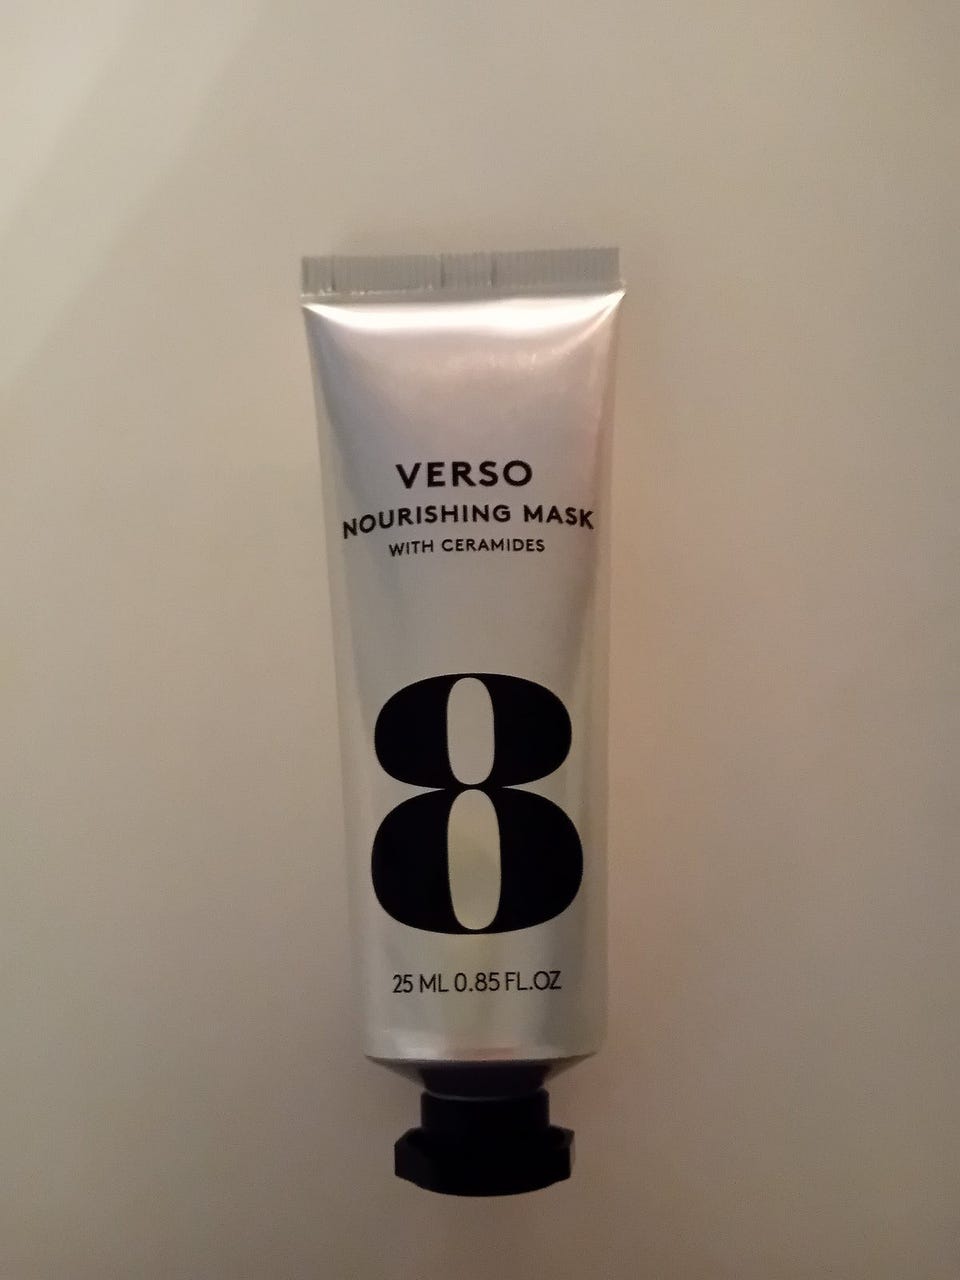 VERSO
NOURISHING MASK
WITH CERAMIDES
8
25 ML 0.85 FL.OZ